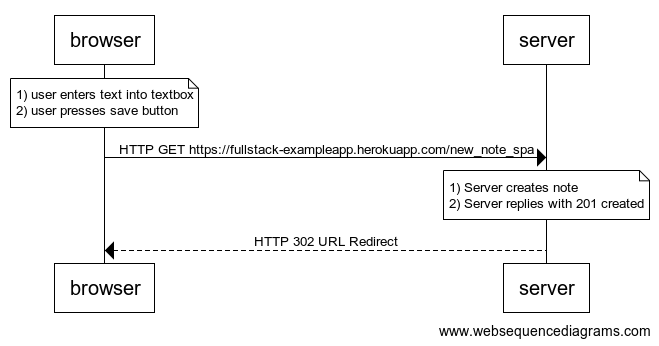 browser
server
1) user enters text into textbox
2) user presses save button
HTTP GET https://fullstack-exampleapp.herokuapp.com/new_note_spa
1) Server creates note
2) Server replies with 201 created
HTTP 302 URL Redirect
browser
server
www.websequencediagrams.com